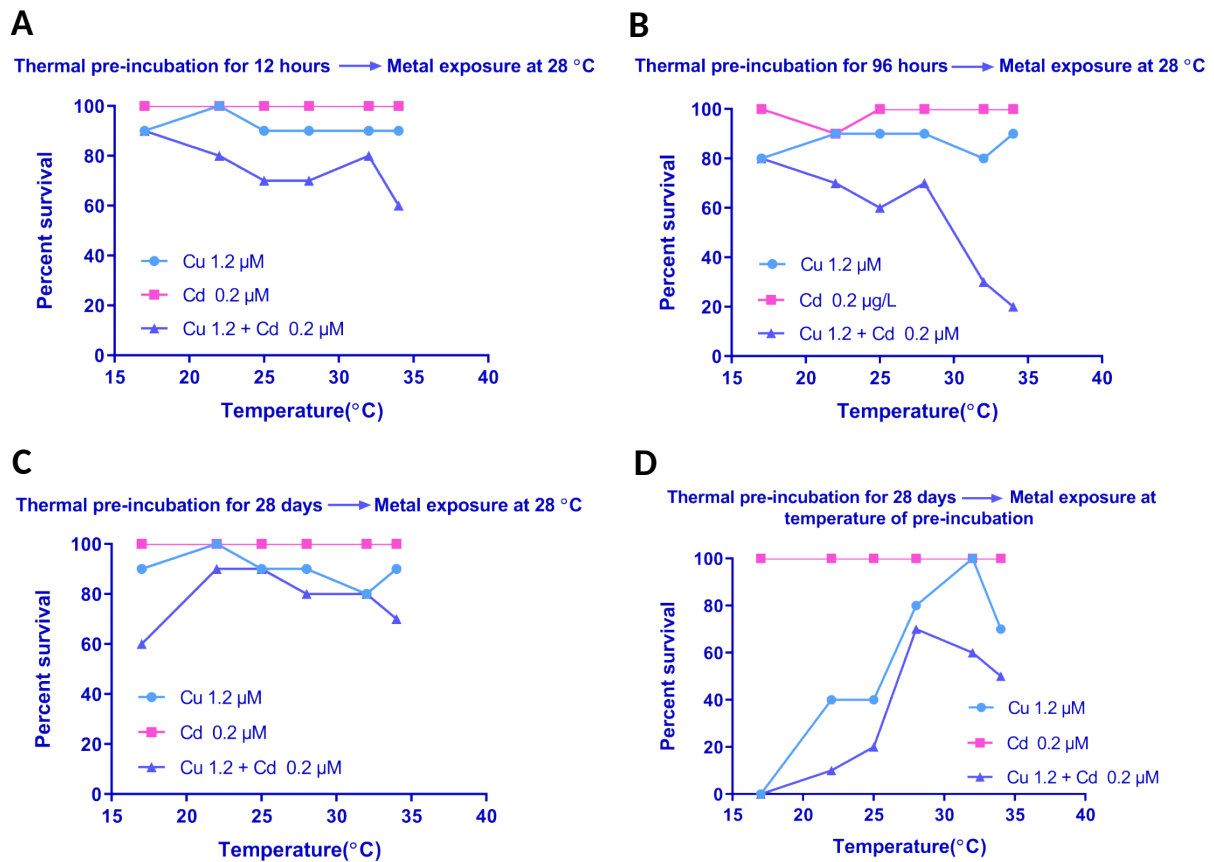 A
Thermal pre-incubation for 12 hours → Metal exposure at 28 °C
Percent survival
100
80
60
40
20
0
Cu 1.2 µM
Cd 0.2 µM
Cu 1.2 + Cd 0.2 µM
15 20 25 30 35 40
Temperature(°C)
B
Thermal pre-incubation for 96 hours → Metal exposure at 28 °C
Percent survival
100
80
60
40
20
0
Cu 1.2 µM
Cd 0.2 µg/L
Cu 1.2 + Cd 0.2 µM
15 20 25 30 35 40
Temperature(°C)
C
Thermal pre-incubation for 28 days → Metal exposure at 28 °C
Percent survival
100
80
60
40
20
0
Cu 1.2 µM
Cd 0.2 µM
Cu 1.2 + Cd 0.2 µM
15 20 25 30 35 40
Temperature(°C)
D
Thermal pre-incubation for 28 days → Metal exposure at
temperature of pre-incubation
Percent survival
100
80
60
40
20
0
Cu 1.2 µM
Cd 0.2 µM
Cu 1.2 + Cd 0.2 µM
15 20 25 30 35 40
Temperature(°C)